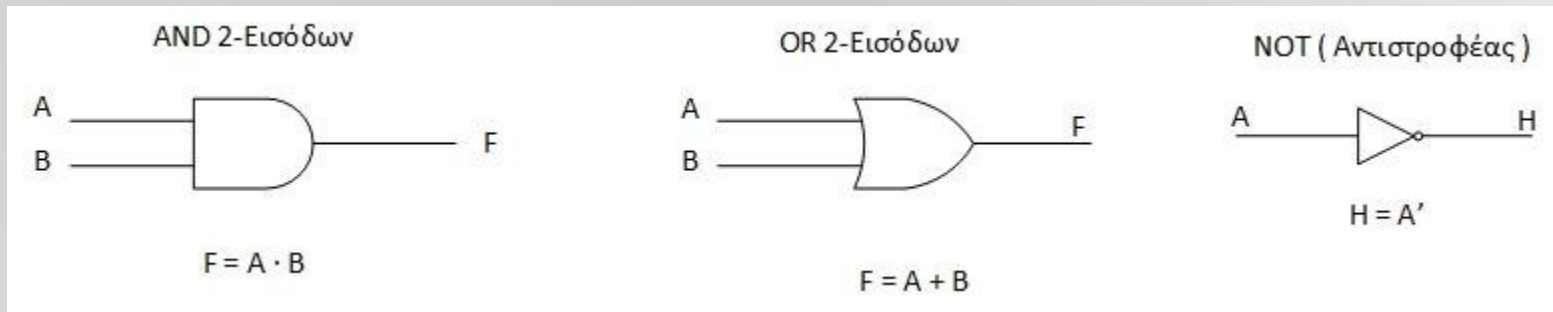 AND 2-Εισόδων
A
B
F
F = A · B
OR 2-Εισόδων
A
B
F
F = A + B
NOT ( Αντιστροφέας )
A
H
H = A’